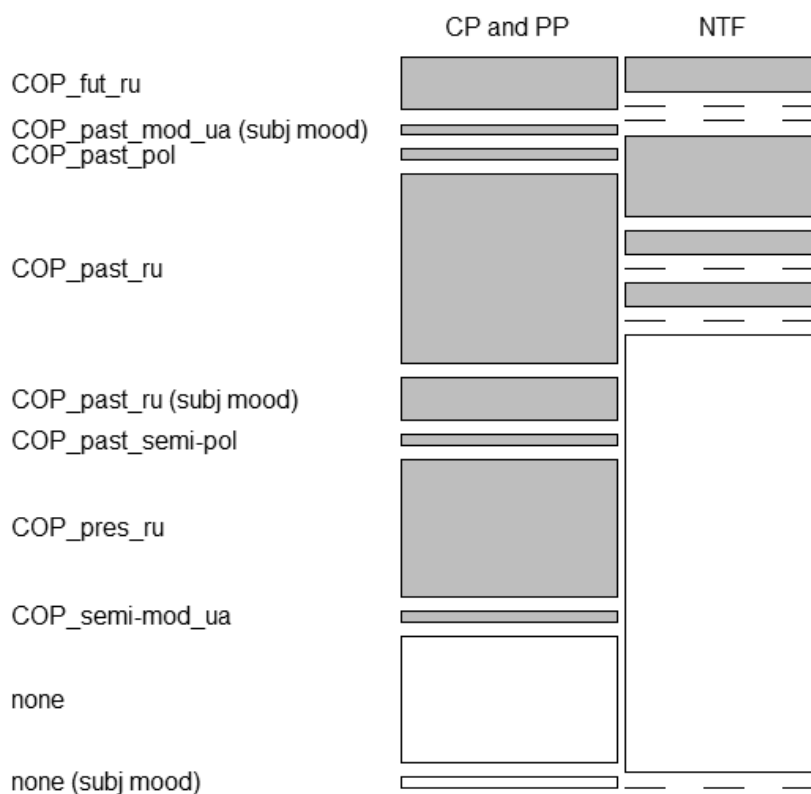 CP and PP NTF
COP_fut_ru
COP_past_mod_ua (subj mood)
COP_past_pol
COP_past_ru
COP_past_ru (subj mood)
COP_past_semi-pol
COP_pres_ru
COP_semi-mod_ua
none
none (subj mood)